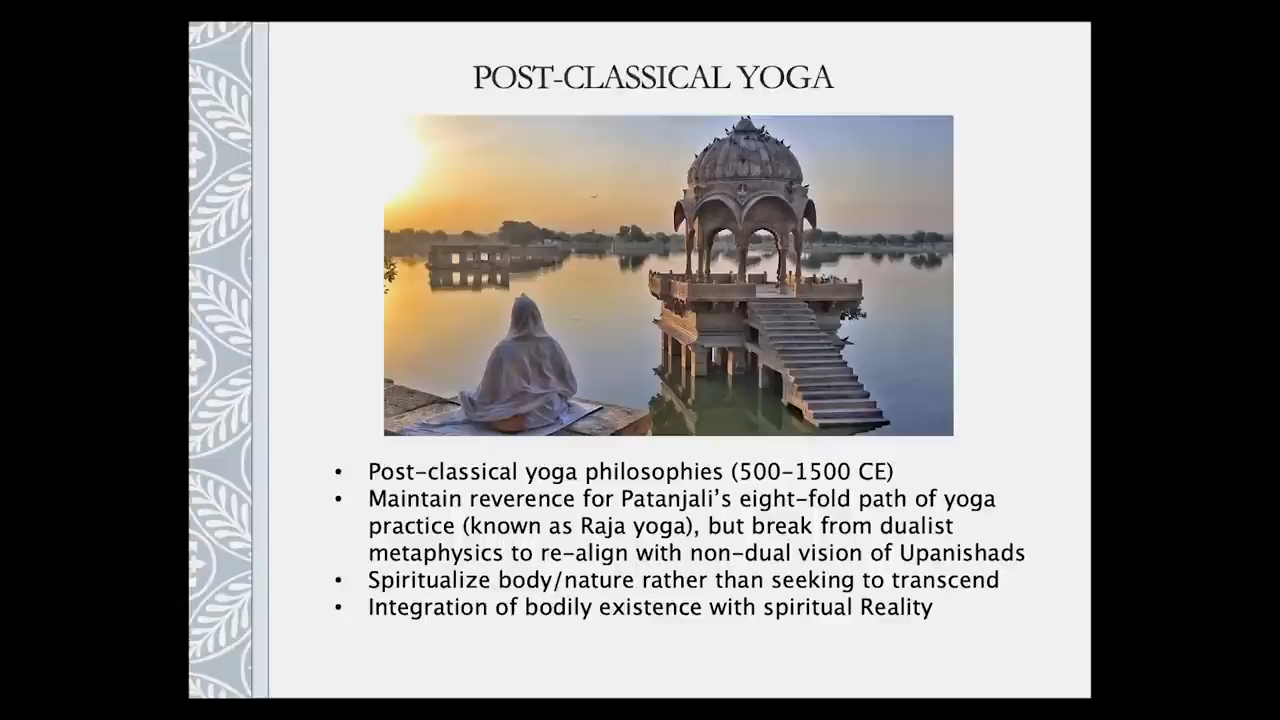 POST-CLASSICAL YOGA
• Post-classical yoga philosophies (500-1500 CE)
• Maintain reverence for Patanjali’s eight-fold path of yoga
practice (known as Raja yoga), but break from dualist
metaphysics to re-align with non-dual vision of Upanishads
• Spiritualize body/nature rather than seeking to transcend
• Integration of bodily existence with spiritual Reality